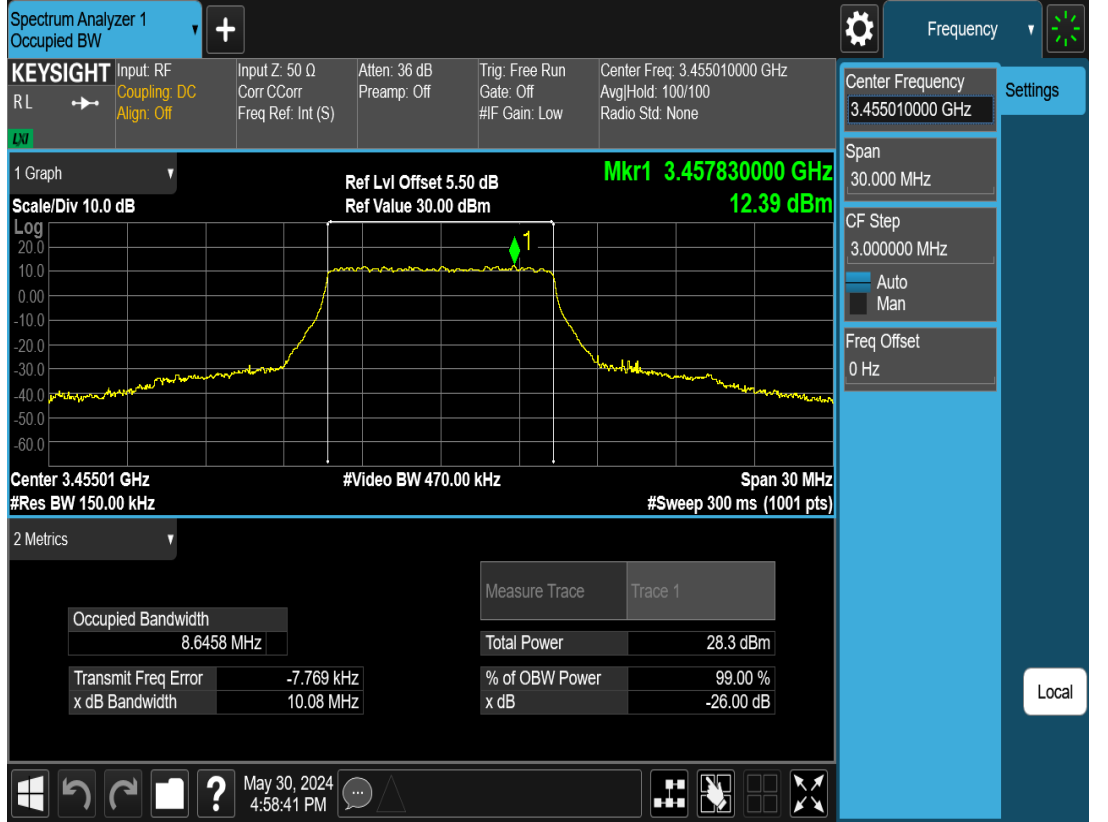 Spectrum Analyzer 1
Occupied BW
+
Frequency
KEYSIGHT
RL
LXI
Input: RF
Coupling: DC
Align: Off
Input Z: 50 Ω
Corr CCorr
Freq Ref: Int (S)
Atten: 36 dB
Preamp: Off
Trig: Free Run
Gate: Off
#IF Gain: Low
Center Freq: 3.455010000 GHz
Avg|Hold: 100/100
Radio Std: None
Center Frequency
3.455010000 GHz
Settings
Span
30.000 MHz
CF Step
3.000000 MHz
Auto
Man
Freq Offset
0 Hz
Local
1 Graph
Scale/Div 10.0 dB
Ref Lvl Offset 5.50 dB
Ref Value 30.00 dBm
Mkr1 3.457830000 GHz
12.39 dBm
Log
20.0
10.0
0.00
-10.0
-20.0
-30.0
-40.0
-50.0
-60.0
1
Center 3.45501 GHz
#Res BW 150.00 kHz
#Video BW 470.00 kHz
Span 30 MHz
#Sweep 300 ms (1001 pts)
2 Metrics
Measure Trace Trace 1
Occupied Bandwidth
8.6458 MHz
Total Power 28.3 dBm
Transmit Freq Error -7.769 kHz
% of OBW Power 99.00 %
x dB Bandwidth 10.08 MHz
x dB -26.00 dB
?
May 30, 2024
4:58:41 PM